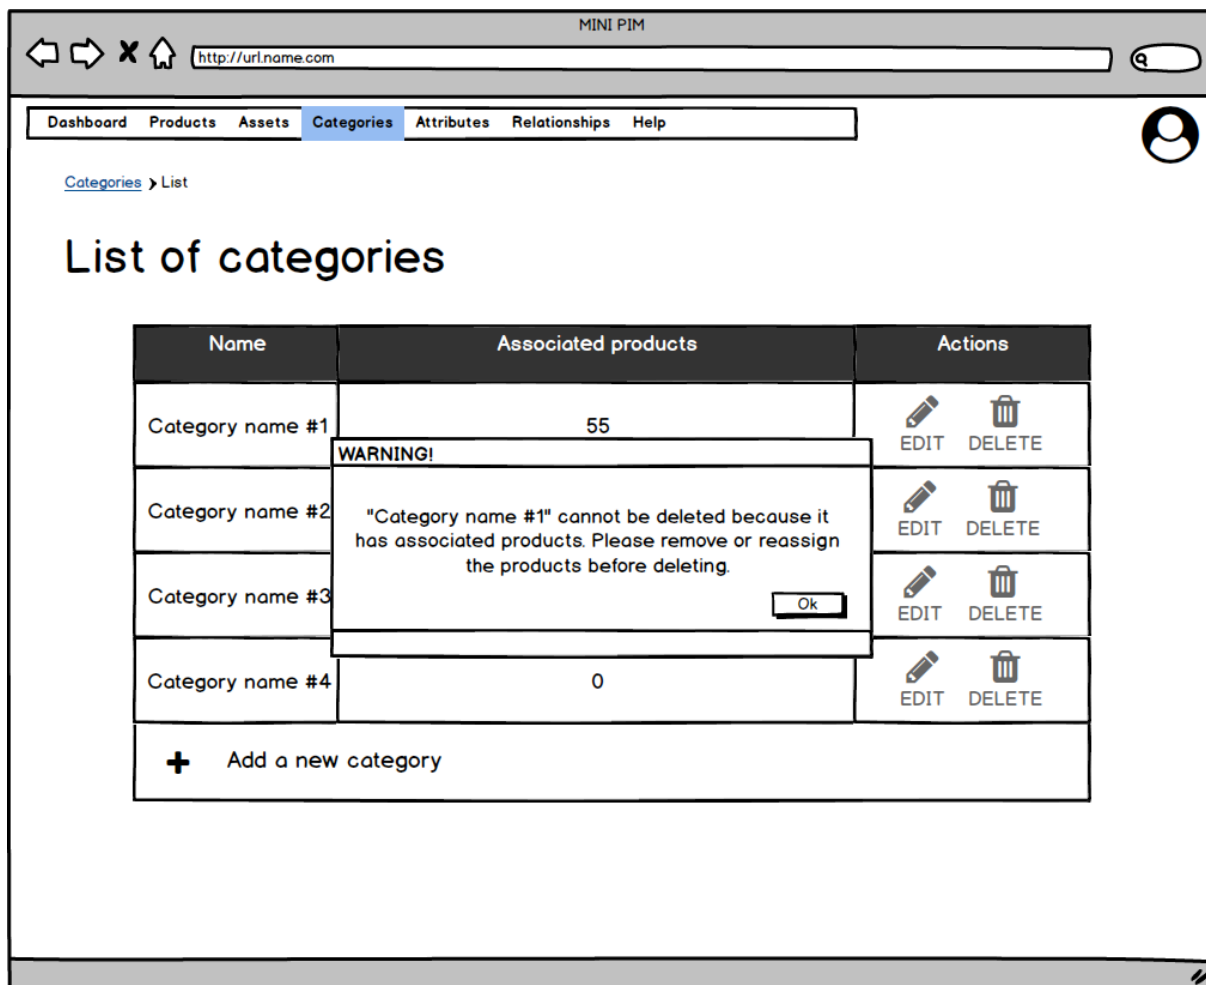 MINI PIM
http://url.name.com
Dashboard Products Assets Categories Attributes Relationships Help
Categories > List
List of categories
Name Associated products Actions
Category name #1 55 EDIT DELETE
WARNING!
Category name #2 EDIT DELETE
"Category name #1" cannot be deleted because it
has associated products. Please remove or reassign
the products before deleting.
Category name #3 EDIT DELETE
Ok
Category name #4 0 EDIT DELETE
+ Add a new category